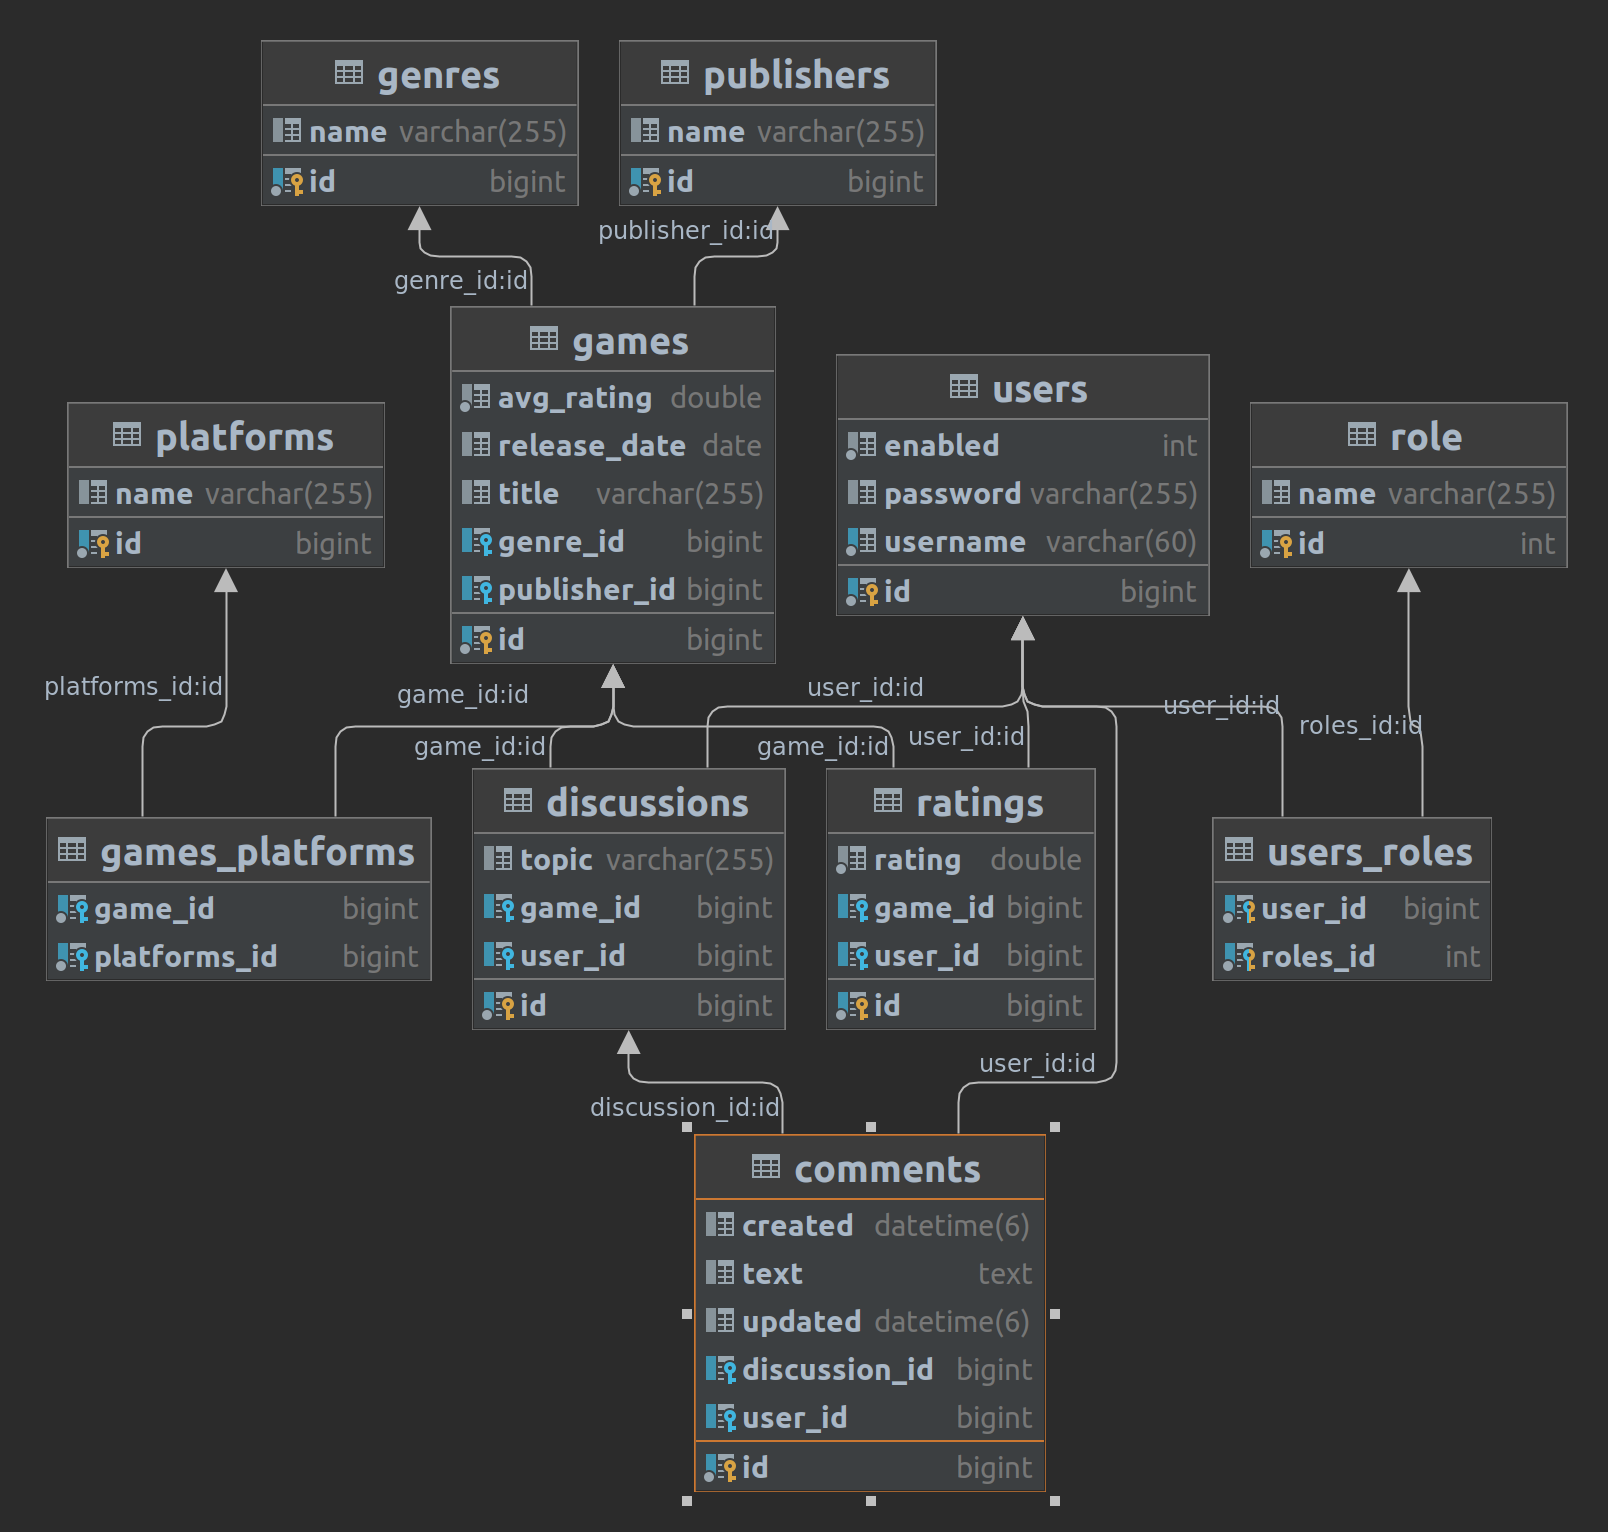 genres
name varchar(255)
id bigint
publishers
name varchar(255)
id bigint
publisher_id:id
genre_id:id
games
avg_rating double
release_date date
title varchar(255)
genre_id bigint
publisher_id bigint
id bigint
users
enabled int
password varchar(255)
username varchar(60)
id bigint
platforms
name varchar(255)
id bigint
role
name varchar(255)
id int
platforms_id:id
game_id:id
user_id:id
user_id:id
roles_id:id
game_id:id
game_id:id
user_id:id
games_platforms
game_id bigint
platforms_id bigint
discussions
topic varchar(255)
game_id bigint
user_id bigint
id bigint
ratings
rating double
game_id bigint
user_id bigint
id bigint
users_roles
user_id bigint
roles_id int
user_id:id
discussion_id:id
comments
created datetime(6)
text text
updated datetime(6)
discussion_id bigint
user_id bigint
id bigint